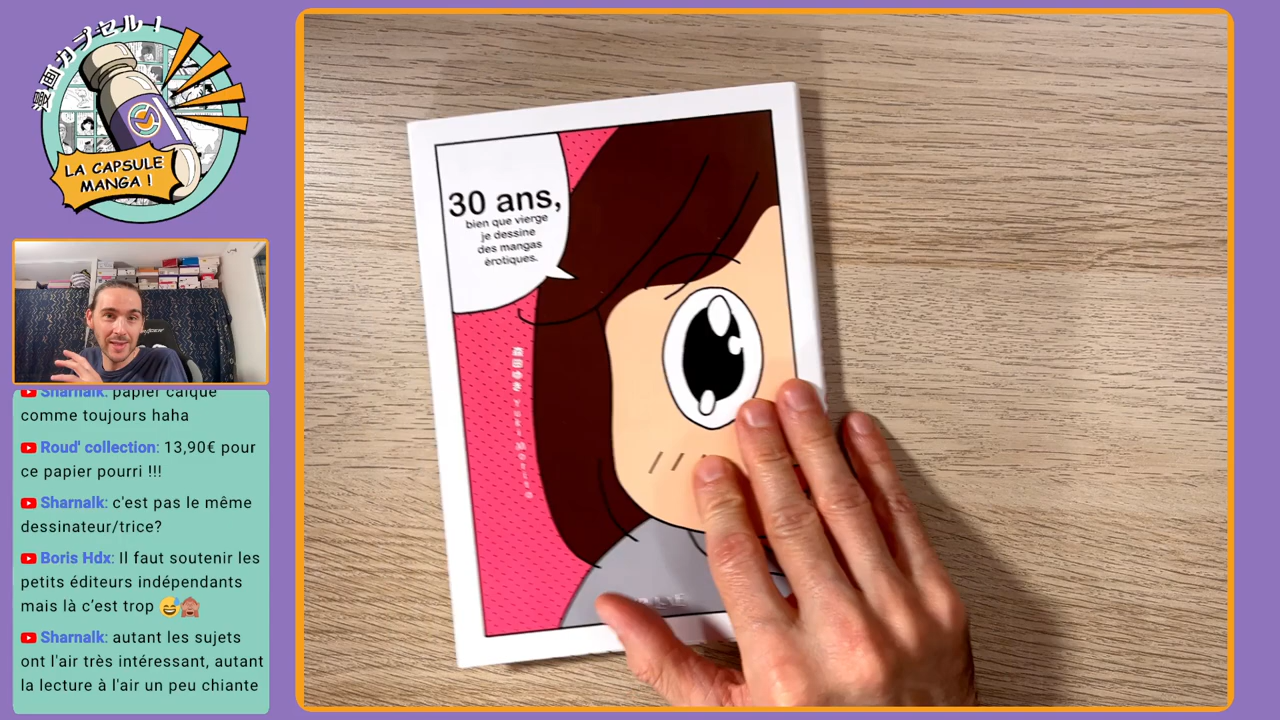 漫画カプセル！
LA CAPSULE
MANGA !
30 ans,
bien que vierge
je dessine
des mangas
érotiques.
Sharnalk: papier calque
comme toujours haha
Roud' collection: 13,90€ pour
ce papier pourri !!!
Sharnalk: c'est pas le même
dessinateur/trice?
Boris Hdx: Il faut soutenir les
petits éditeurs indépendants
mais là c’est trop 😅🙈
Sharnalk: autant les sujets
ont l'air très intéressant, autant
la lecture à l'air un peu chiante